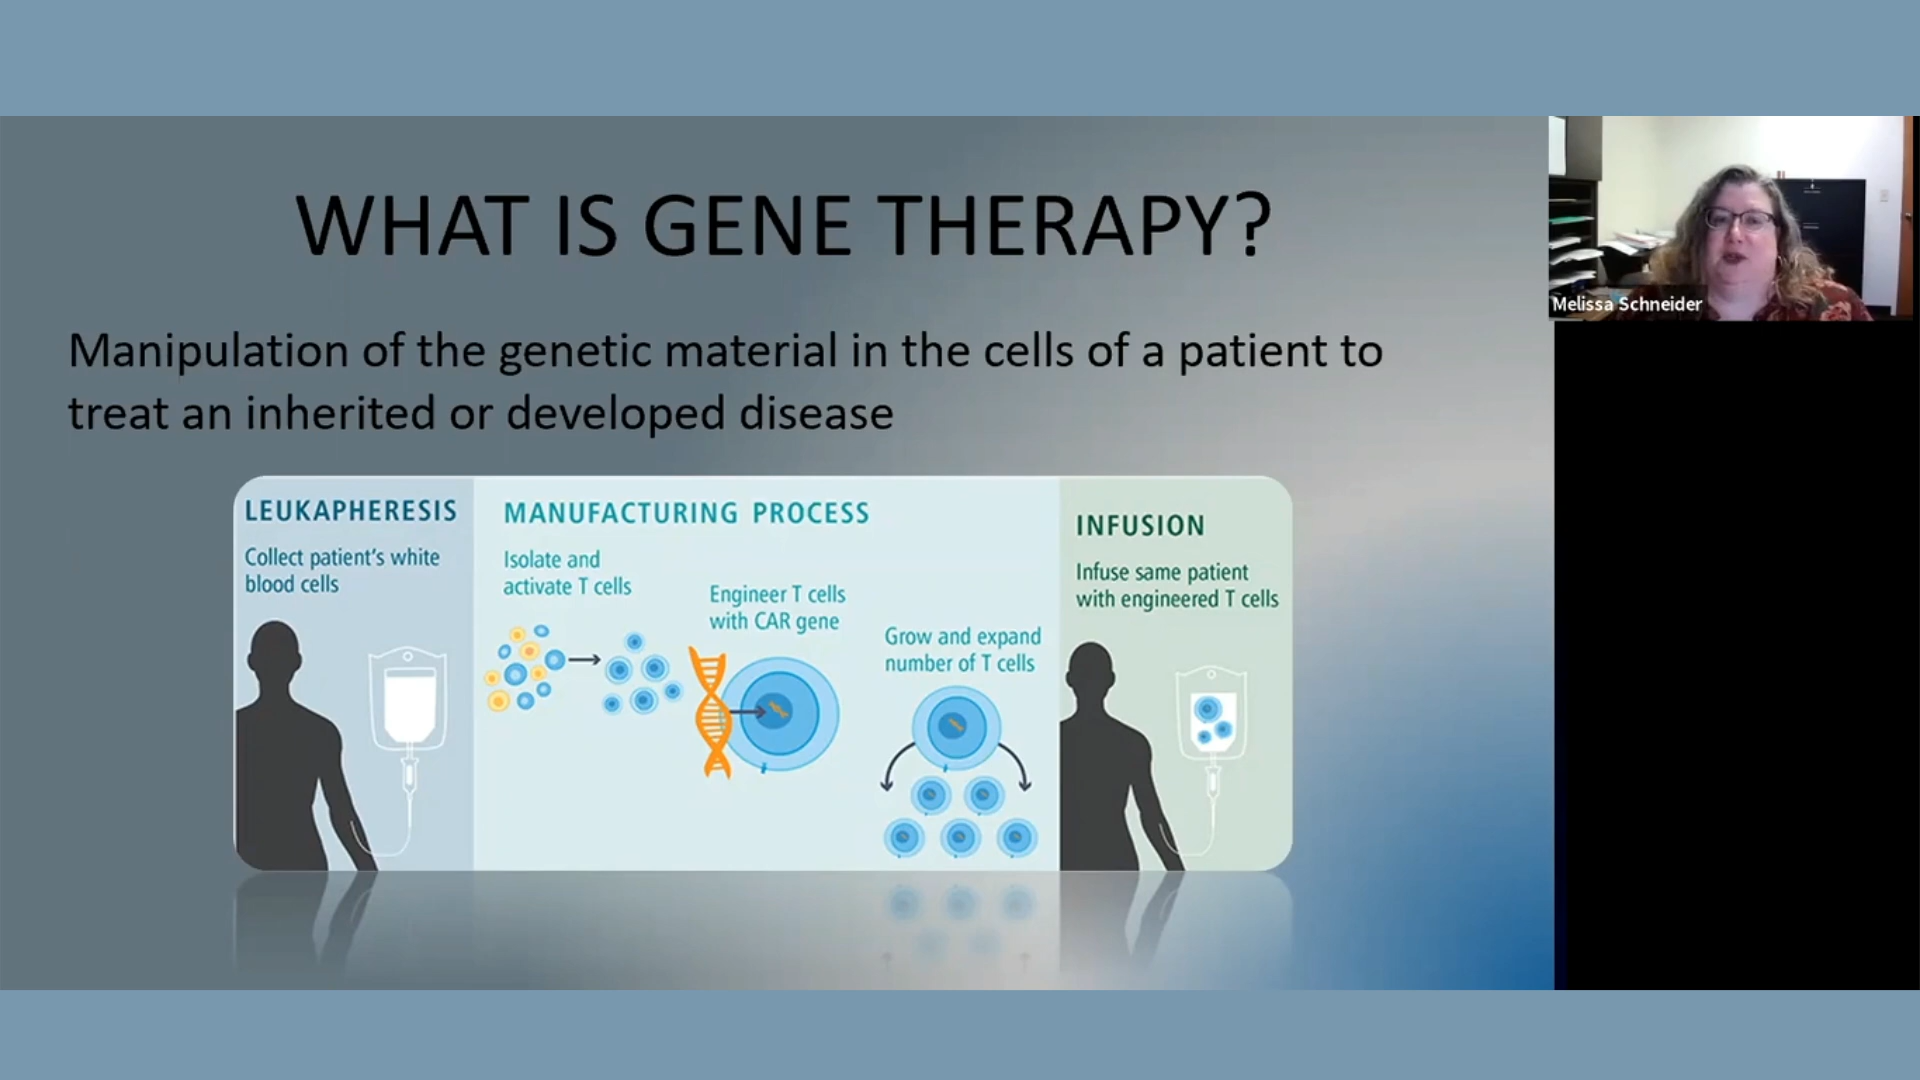 WHAT IS GENE THERAPY?
Manipulation of the genetic material in the cells of a patient to
treat an inherited or developed disease
LEUKAPHERESIS
Collect patient's white
blood cells
MANUFACTURING PROCESS
Isolate and
activate T cells
Engineer T cells
with CAR gene
Grow and expand
number of T cells
INFUSION
Infuse same patient
with engineered T cells
Melissa Schneider